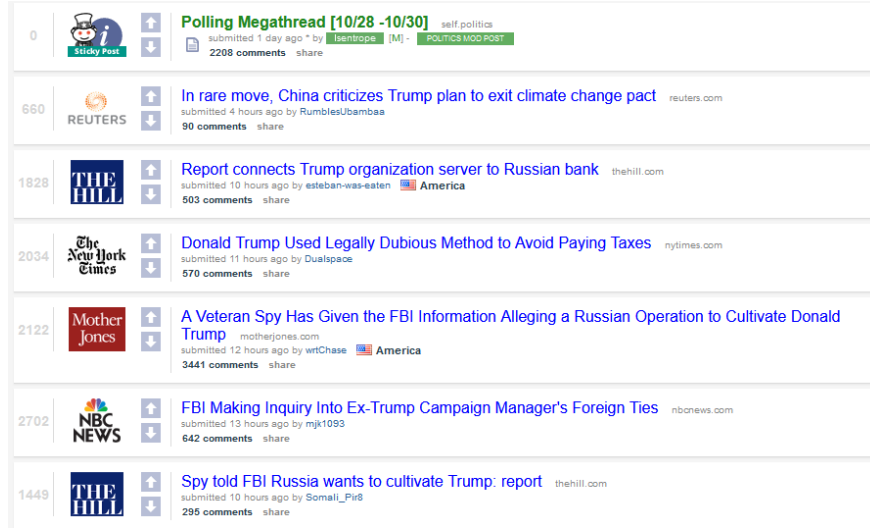 Polling Megathread [10/28 -10/30] self.politics
0
submitted 1 day ago * by Isentrope [M] - POLITICS MOD POST
Sticky Post
2208 comments share
In rare move, China criticizes Trump plan to exit climate change pact reuters.com
660
submitted 4 hours ago by RumblesUbambaa
REUTERS
90 comments share
Report connects Trump organization server to Russian bank thehill.com
1828
THE
HILL
submitted 10 hours ago by esteban-was-eaten America
503 comments share
Donald Trump Used Legally Dubious Method to Avoid Paying Taxes nytimes.com
2034
The
New York
Times
submitted 11 hours ago by Dualspace
570 comments share
A Veteran Spy Has Given the FBI Information Alleging a Russian Operation to Cultivate Donald
Trump motherjones.com
2122
Mother
Jones
submitted 12 hours ago by wrtChase America
3441 comments share
FBI Making Inquiry Into Ex-Trump Campaign Manager's Foreign Ties nbcnews.com
2702
NBC
NEWS
submitted 13 hours ago by mjk1093
642 comments share
Spy told FBI Russia wants to cultivate Trump: report thehill.com
1449
THE
HILL
submitted 10 hours ago by Somali_Pir8
295 comments share